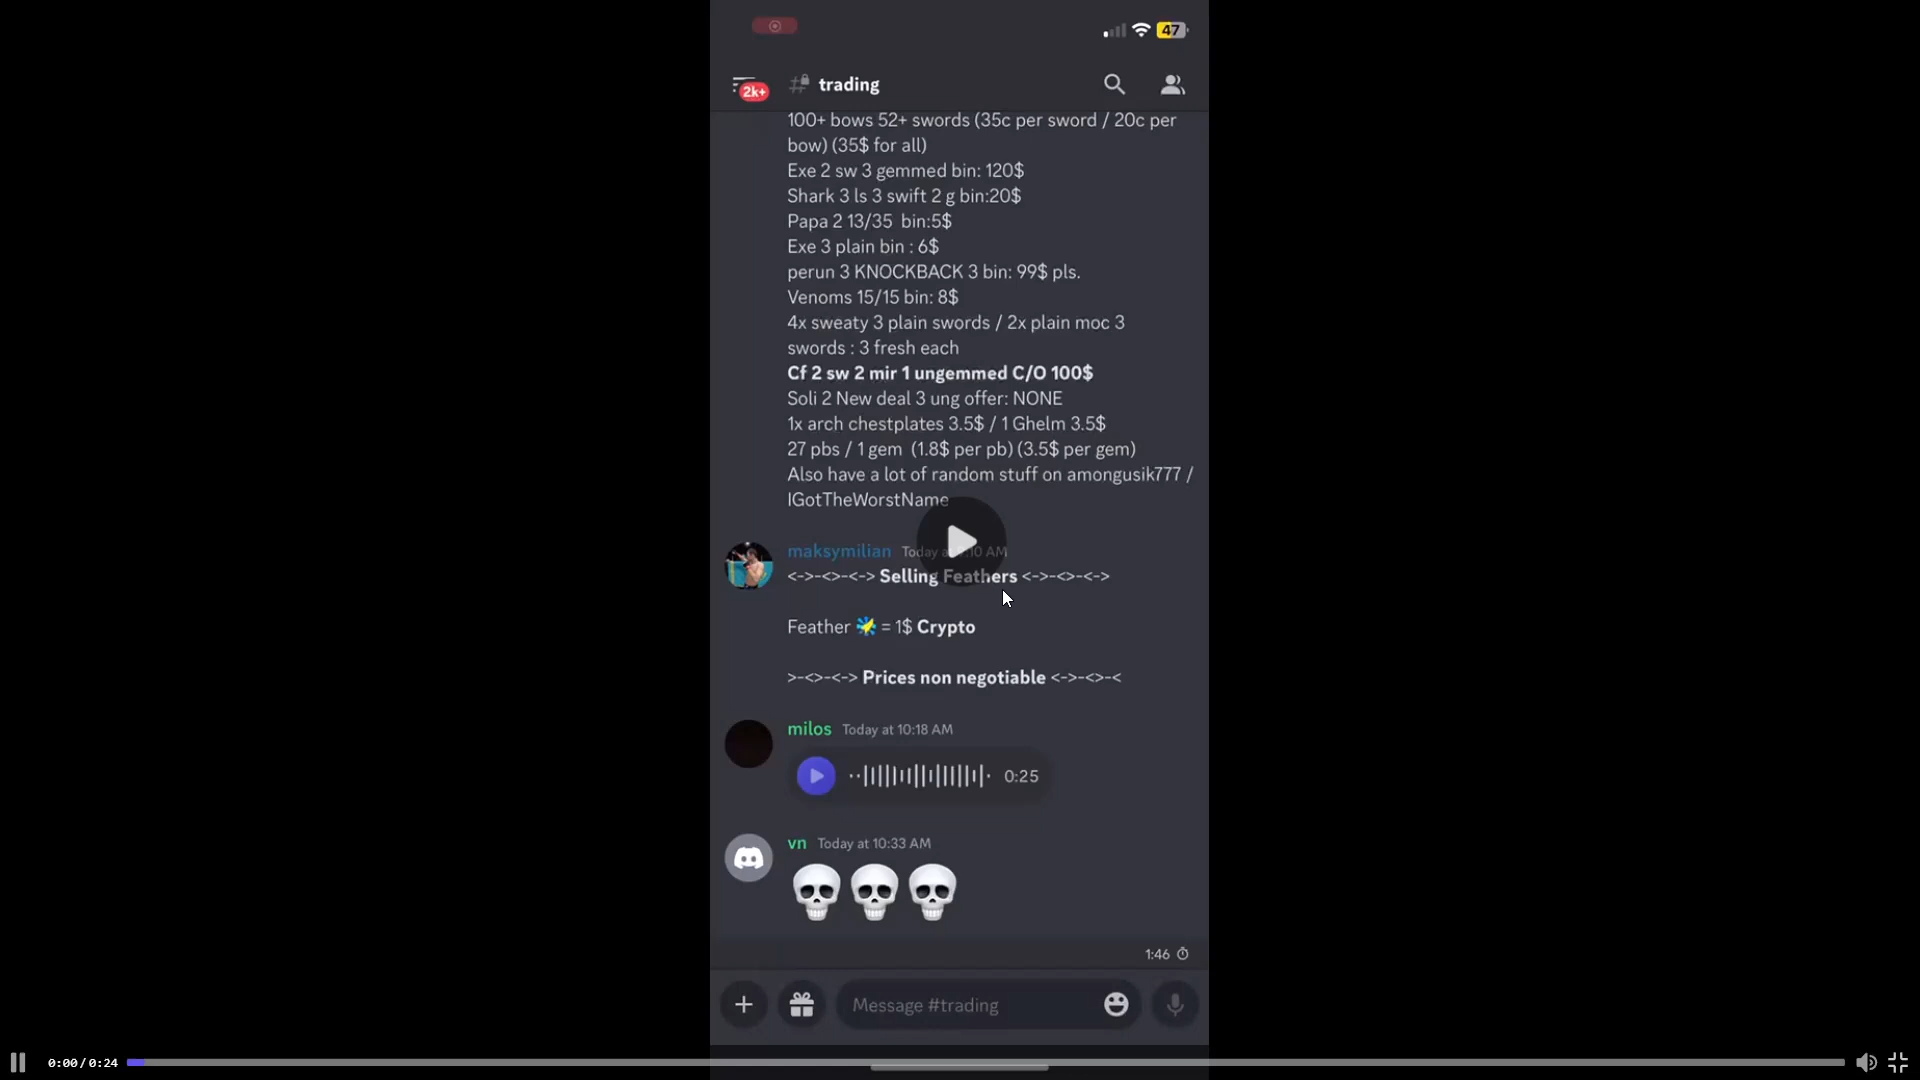 47
2k+
trading
100+ bows 52+ swords (35c per sword / 20c per
bow) (35$ for all)
Exe 2 sw 3 gemmed bin: 120$
Shark 3 ls 3 swift 2 g bin:20$
Papa 2 13/35 bin:5$
Exe 3 plain bin : 6$
perun 3 KNOCKBACK 3 bin: 99$ pls.
Venoms 15/15 bin: 8$
4x sweaty 3 plain swords / 2x plain moc 3
swords : 3 fresh each
Cf 2 sw 2 mir 1 ungemmed C/O 100$
Soli 2 New deal 3 ung offer: NONE
1x arch chestplates 3.5$ / 1 Ghelm 3.5$
27 pbs / 1 gem (1.8$ per pb) (3.5$ per gem)
Also have a lot of random stuff on amongusik777 /
IGotTheWorstName
maksymilian Today AM
<->-<>-<-> Selling Feathers <->-<>-<->
Feather = 1$ Crypto
>-<>-<-> Prices non negotiable <->-<>-<
milos Today at 10:18 AM
0:25
vn Today at 10:33 AM
1:46
Message #trading
0:00/0:24